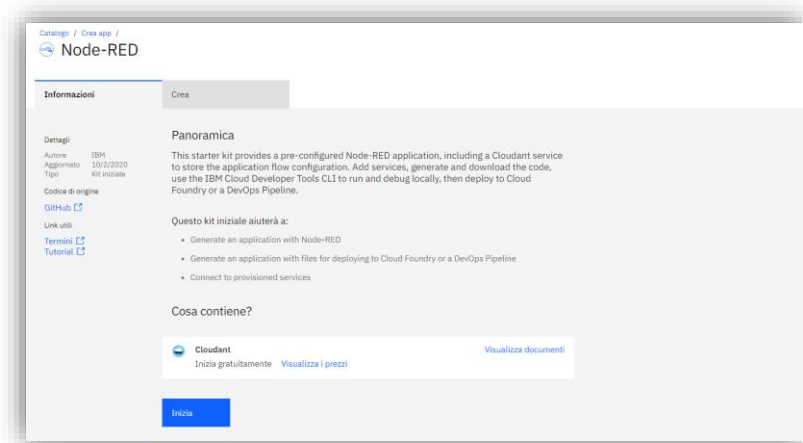 Catalogo / Crea app /
Node-RED
Informazioni
Crea
Dettagli
Autore IBM
Aggiornato 10/2/2020
Tipo Kit iniziale
Codice di origine
GitHub
Link utili
Termini
Tutorial
Panoramica
This starter kit provides a pre-configured Node-RED application, including a Cloudant service
to store the application flow configuration. Add services, generate and download the code,
use the IBM Cloud Developer Tools CLI to run and debug locally, then deploy to Cloud
Foundry or a DevOps Pipeline.
Questo kit iniziale aiuterà a:
• Generate an application with Node-RED
• Generate an application with files for deploying to Cloud Foundry or a DevOps Pipeline
• Connect to provisioned services
Cosa contiene?
Cloudant
Visualizza documenti
Inizia gratuitamente Visualizza i prezzi
Inizia